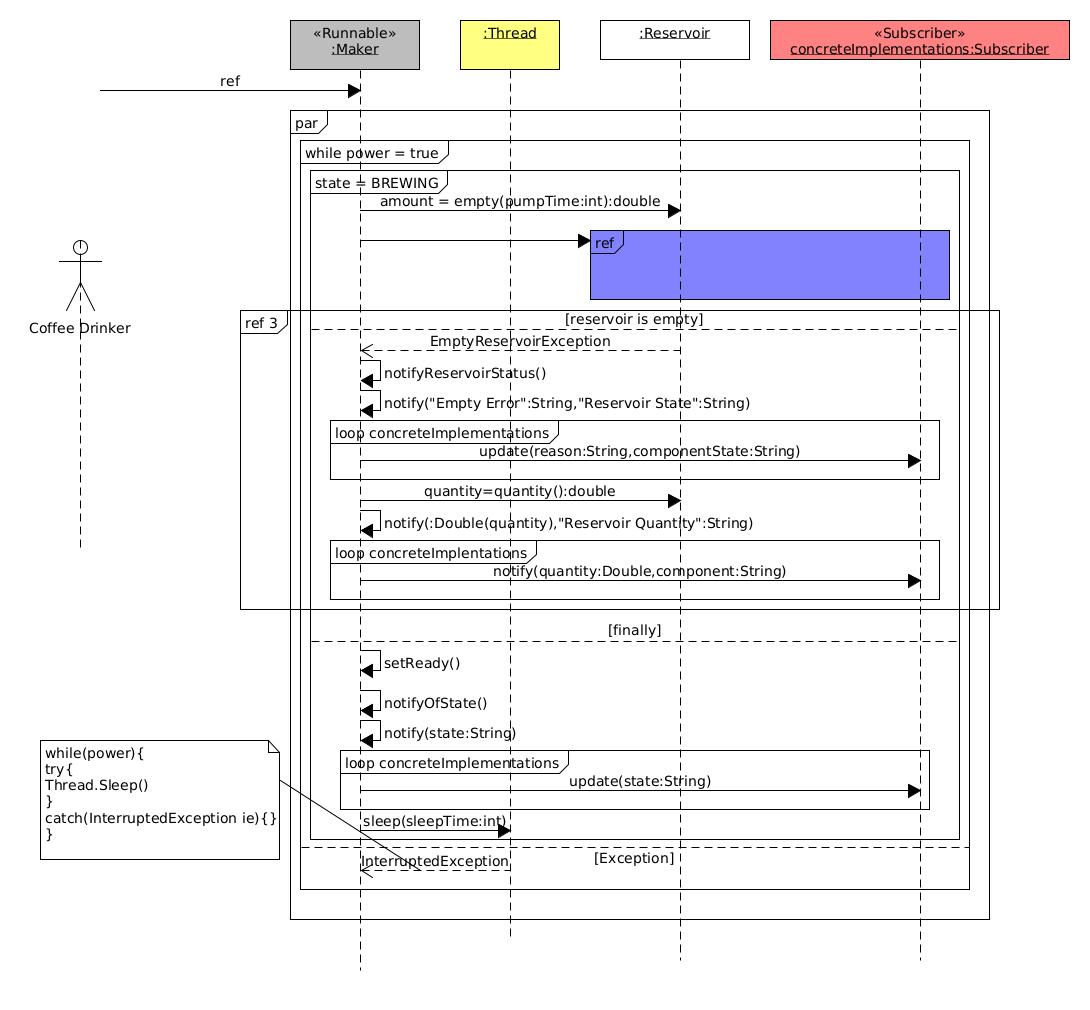 «Runnable»
:Maker
:Thread
:Reservoir
«Subscriber»
concreteImplementations:Subscriber
ref
par
while power = true
state = BREWING
amount = empty(pumpTime:int):double
ref
Coffee Drinker
ref 3
[reservoir is empty]
EmptyReservoirException
notifyReservoirStatus()
notify("Empty Error":String,"Reservoir State":String)
loop concreteImplementations
update(reason:String,componentState:String)
quantity=quantity():double
notify(:Double(quantity),"Reservoir Quantity":String)
loop concreteImplentations
notify(quantity:Double,component:String)
[finally]
setReady()
notifyOfState()
notify(state:String)
loop concreteImplementations
update(state:String)
while(power){
try{
Thread.Sleep()
}
catch(InterruptedException ie){}
}
sleep(sleepTime:int)
[Exception]
InterruptedException